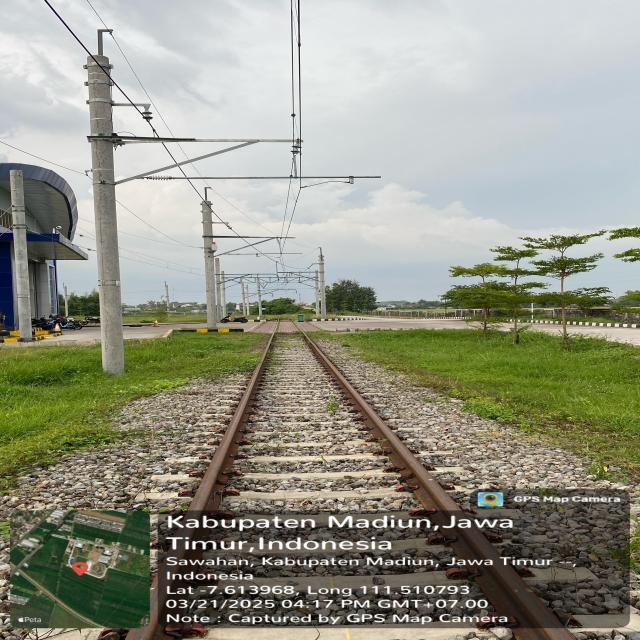 GPS Map Camera
Kabupaten Madiun,Jawa
Timur,Indonesia
Sawahan, Kabupaten Madiun, Jawa Timur --,
Indonesia
Lat -7.613968, Long 111.510793
03/21/2025 04:17 PM GMT+07.00
Note : Captured by GPS Map Camera
Peta